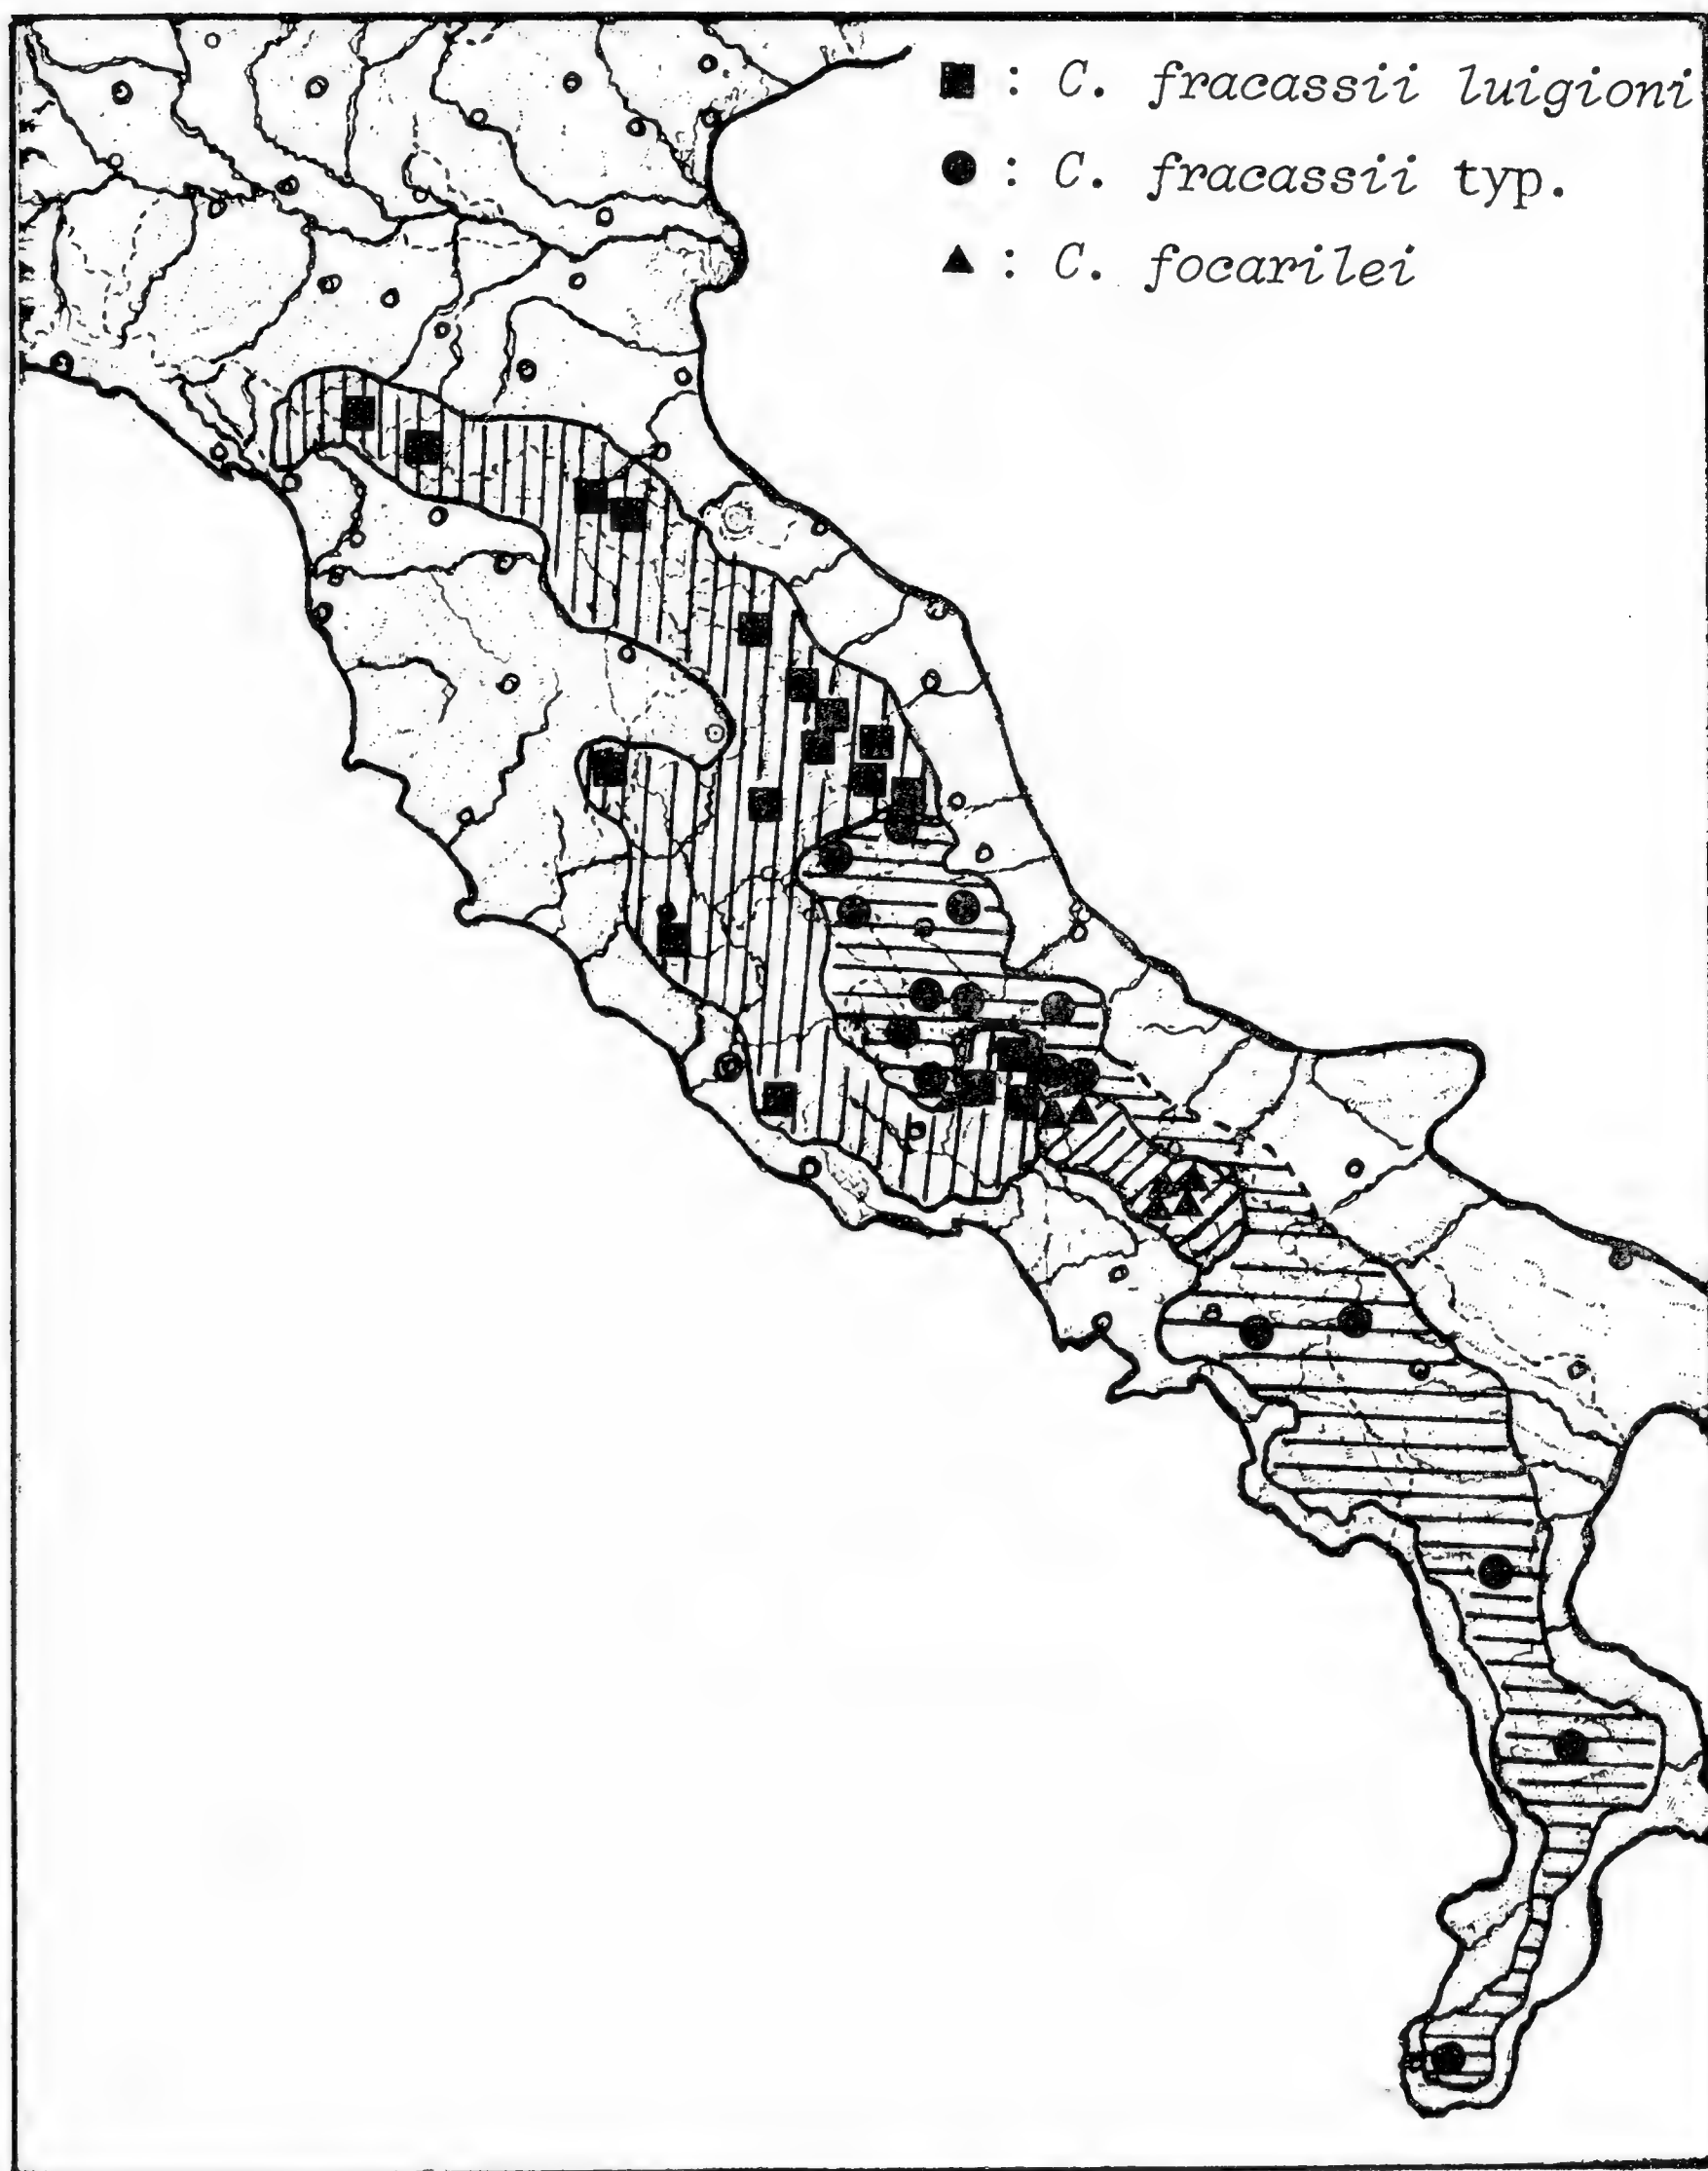 ■ : C. fracassii luigioni
● : C. fracassii typ.
▲ : C. focarilei